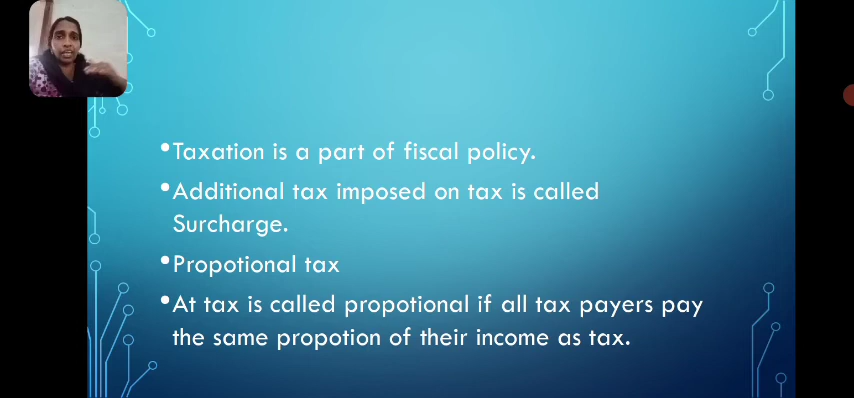 •Taxation is a part of fiscal policy.
•Additional tax imposed on tax is called
Surcharge.
•Propotional tax
•At tax is called propotional if all tax payers pay
the same propotion of their income as tax.